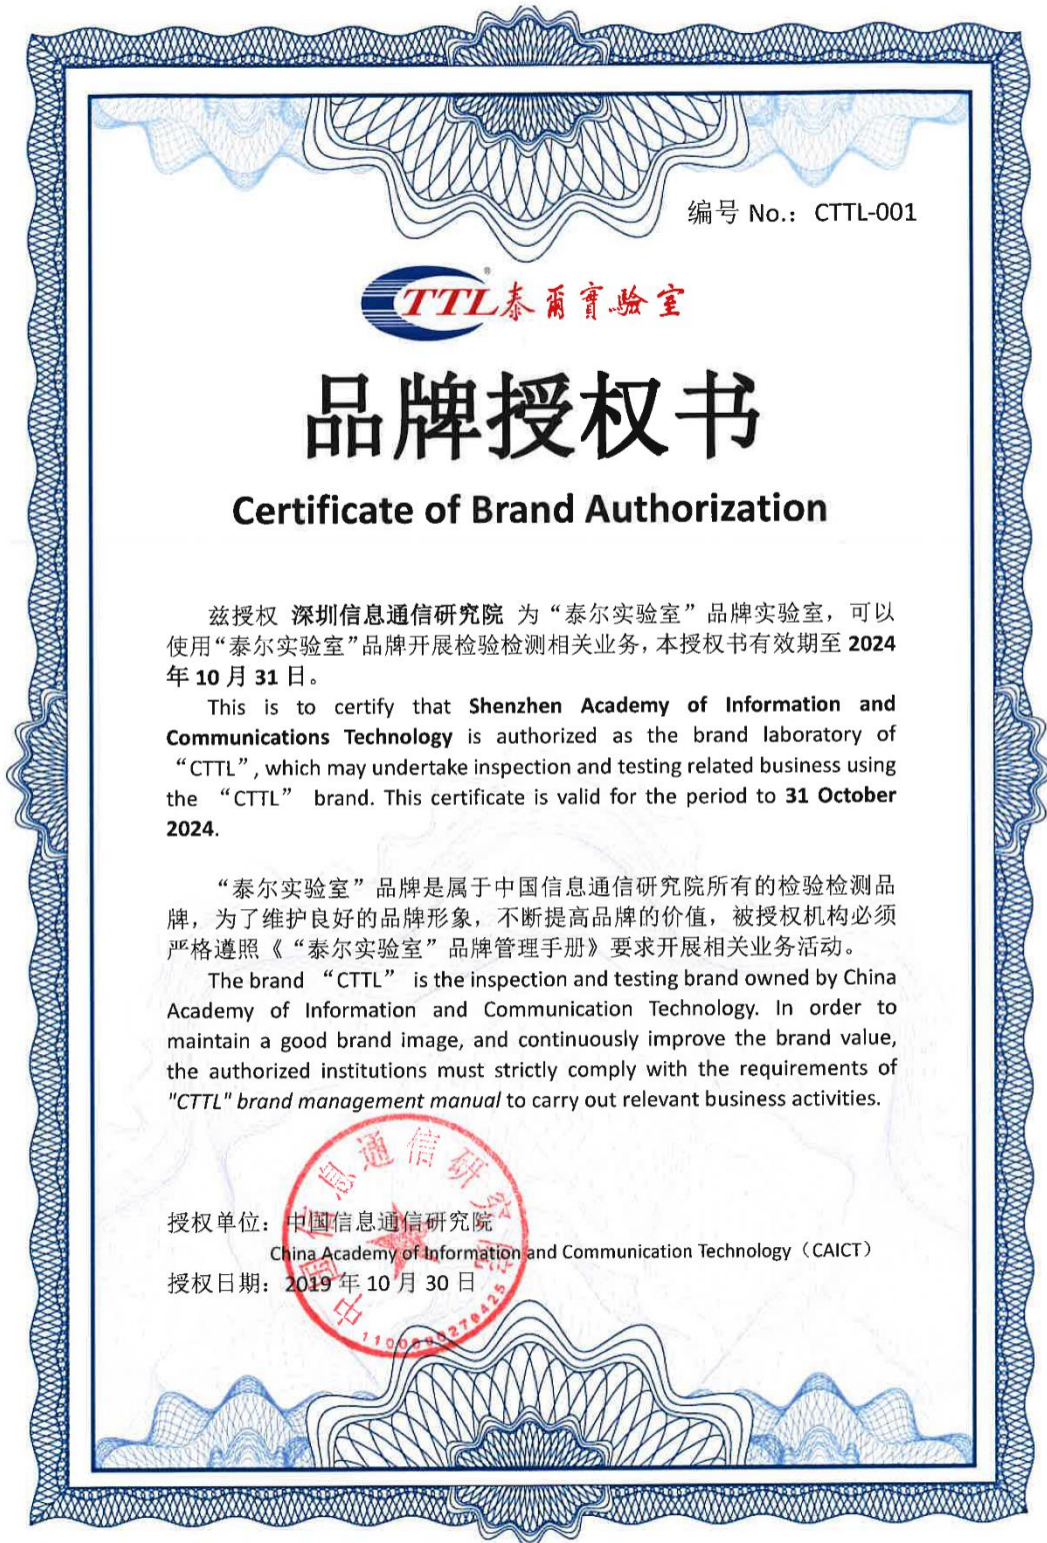 编号 No.: CTTL-001
CTTL® 泰爾實驗室
品牌授权书
Certificate of Brand Authorization
兹授权 深圳信息通信研究院 为“泰尔实验室”品牌实验室，可以
使用“泰尔实验室”品牌开展检验检测相关业务，本授权书有效期至 2024
年 10 月 31 日。
This is to certify that Shenzhen Academy of Information and
Communications Technology is authorized as the brand laboratory of
“CTTL”, which may undertake inspection and testing related business using
the “CTTL” brand. This certificate is valid for the period to 31 October
2024.
“泰尔实验室”品牌是属于中国信息通信研究院所有的检验检测品
牌，为了维护良好的品牌形象，不断提高品牌的价值，被授权机构必须
严格遵照《“泰尔实验室”品牌管理手册》要求开展相关业务活动。
The brand “CTTL” is the inspection and testing brand owned by China
Academy of Information and Communication Technology. In order to
maintain a good brand image, and continuously improve the brand value,
the authorized institutions must strictly comply with the requirements of
"CTTL" brand management manual to carry out relevant business activities.
授权单位：中国信息通信研究院
China Academy of Information and Communication Technology（CAICT）
授权日期：2019 年 10 月 30 日
中国信息通信研究院